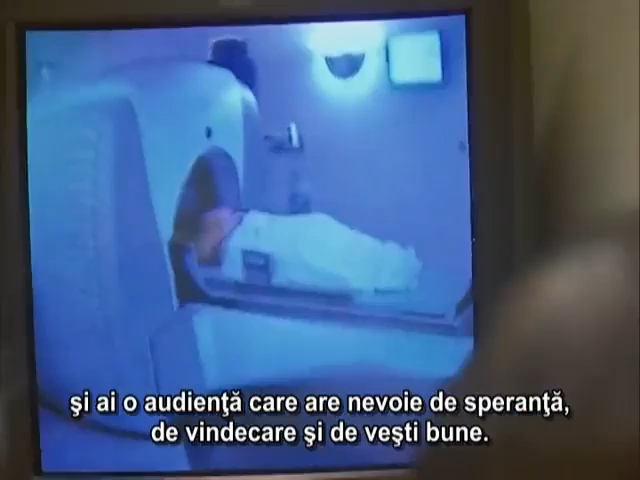 şi ai o audienţă care are nevoie de speranţă,
de vindecare şi de veşti bune.